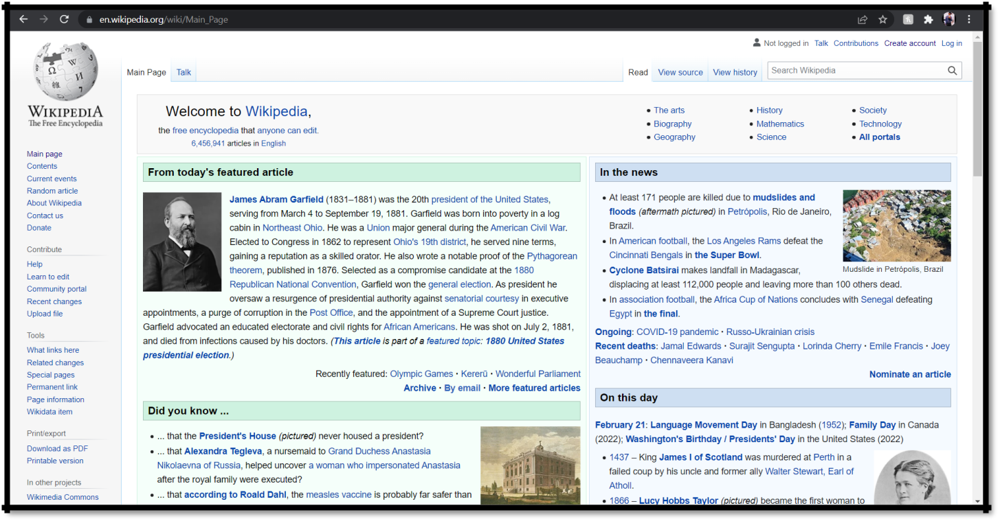 en.wikipedia.org/wiki/Main_Page
Not logged in Talk Contributions Create account Log in
Main Page Talk
Read View source View history
Search Wikipedia
WIKIPEDIA
The Free Encyclopedia
Main page
Contents
Current events
Random article
About Wikipedia
Contact us
Donate
Contribute
Help
Learn to edit
Community portal
Recent changes
Upload file
Tools
What links here
Related changes
Special pages
Permanent link
Page information
Wikidata item
Print/export
Download as PDF
Printable version
In other projects
Wikimedia Commons
Welcome to Wikipedia,
the free encyclopedia that anyone can edit.
6,456,941 articles in English
• The arts
• Biography
• Geography
• History
• Mathematics
• Science
• Society
• Technology
• All portals
From today's featured article
James Abram Garfield (1831–1881) was the 20th president of the United States,
serving from March 4 to September 19, 1881. Garfield was born into poverty in a log
cabin in Northeast Ohio. He was a Union major general during the American Civil War.
Elected to Congress in 1862 to represent Ohio's 19th district, he served nine terms,
gaining a reputation as a skilled orator. He also wrote a notable proof of the Pythagorean
theorem, published in 1876. Selected as a compromise candidate at the 1880
Republican National Convention, Garfield won the general election. As president he
oversaw a resurgence of presidential authority against senatorial courtesy in executive
appointments, a purge of corruption in the Post Office, and the appointment of a Supreme Court justice.
Garfield advocated an educated electorate and civil rights for African Americans. He was shot on July 2, 1881,
and died from infections caused by his doctors. (This article is part of a featured topic: 1880 United States
presidential election.)
Recently featured: Olympic Games · Kererū · Wonderful Parliament
Archive · By email · More featured articles
Did you know ...
• ... that the President's House (pictured) never housed a president?
• ... that Alexandra Tegleva, a nursemaid to Grand Duchess Anastasia
Nikolaevna of Russia, helped uncover a woman who impersonated Anastasia
after the royal family were executed?
• ... that according to Roald Dahl, the measles vaccine is probably far safer than
In the news
• At least 171 people are killed due to mudslides and
floods (aftermath pictured) in Petrópolis, Rio de Janeiro,
Brazil.
• In American football, the Los Angeles Rams defeat the
Cincinnati Bengals in the Super Bowl.
• Cyclone Batsirai makes landfall in Madagascar,
displacing at least 112,000 people and leaving more than 100 others dead.
• In association football, the Africa Cup of Nations concludes with Senegal defeating
Egypt in the final.
Mudslide in Petrópolis, Brazil
Ongoing: COVID-19 pandemic · Russo-Ukrainian crisis
Recent deaths: Jamal Edwards · Surajit Sengupta · Lorinda Cherry · Emile Francis · Joey
Beauchamp · Chennaveera Kanavi
Nominate an article
On this day
February 21: Language Movement Day in Bangladesh (1952); Family Day in Canada
(2022); Washington's Birthday / Presidents' Day in the United States (2022)
• 1437 – King James I of Scotland was murdered at Perth in a
failed coup by his uncle and former ally Walter Stewart, Earl of
Atholl.
• 1866 – Lucy Hobbs Taylor (pictured) became the first woman to